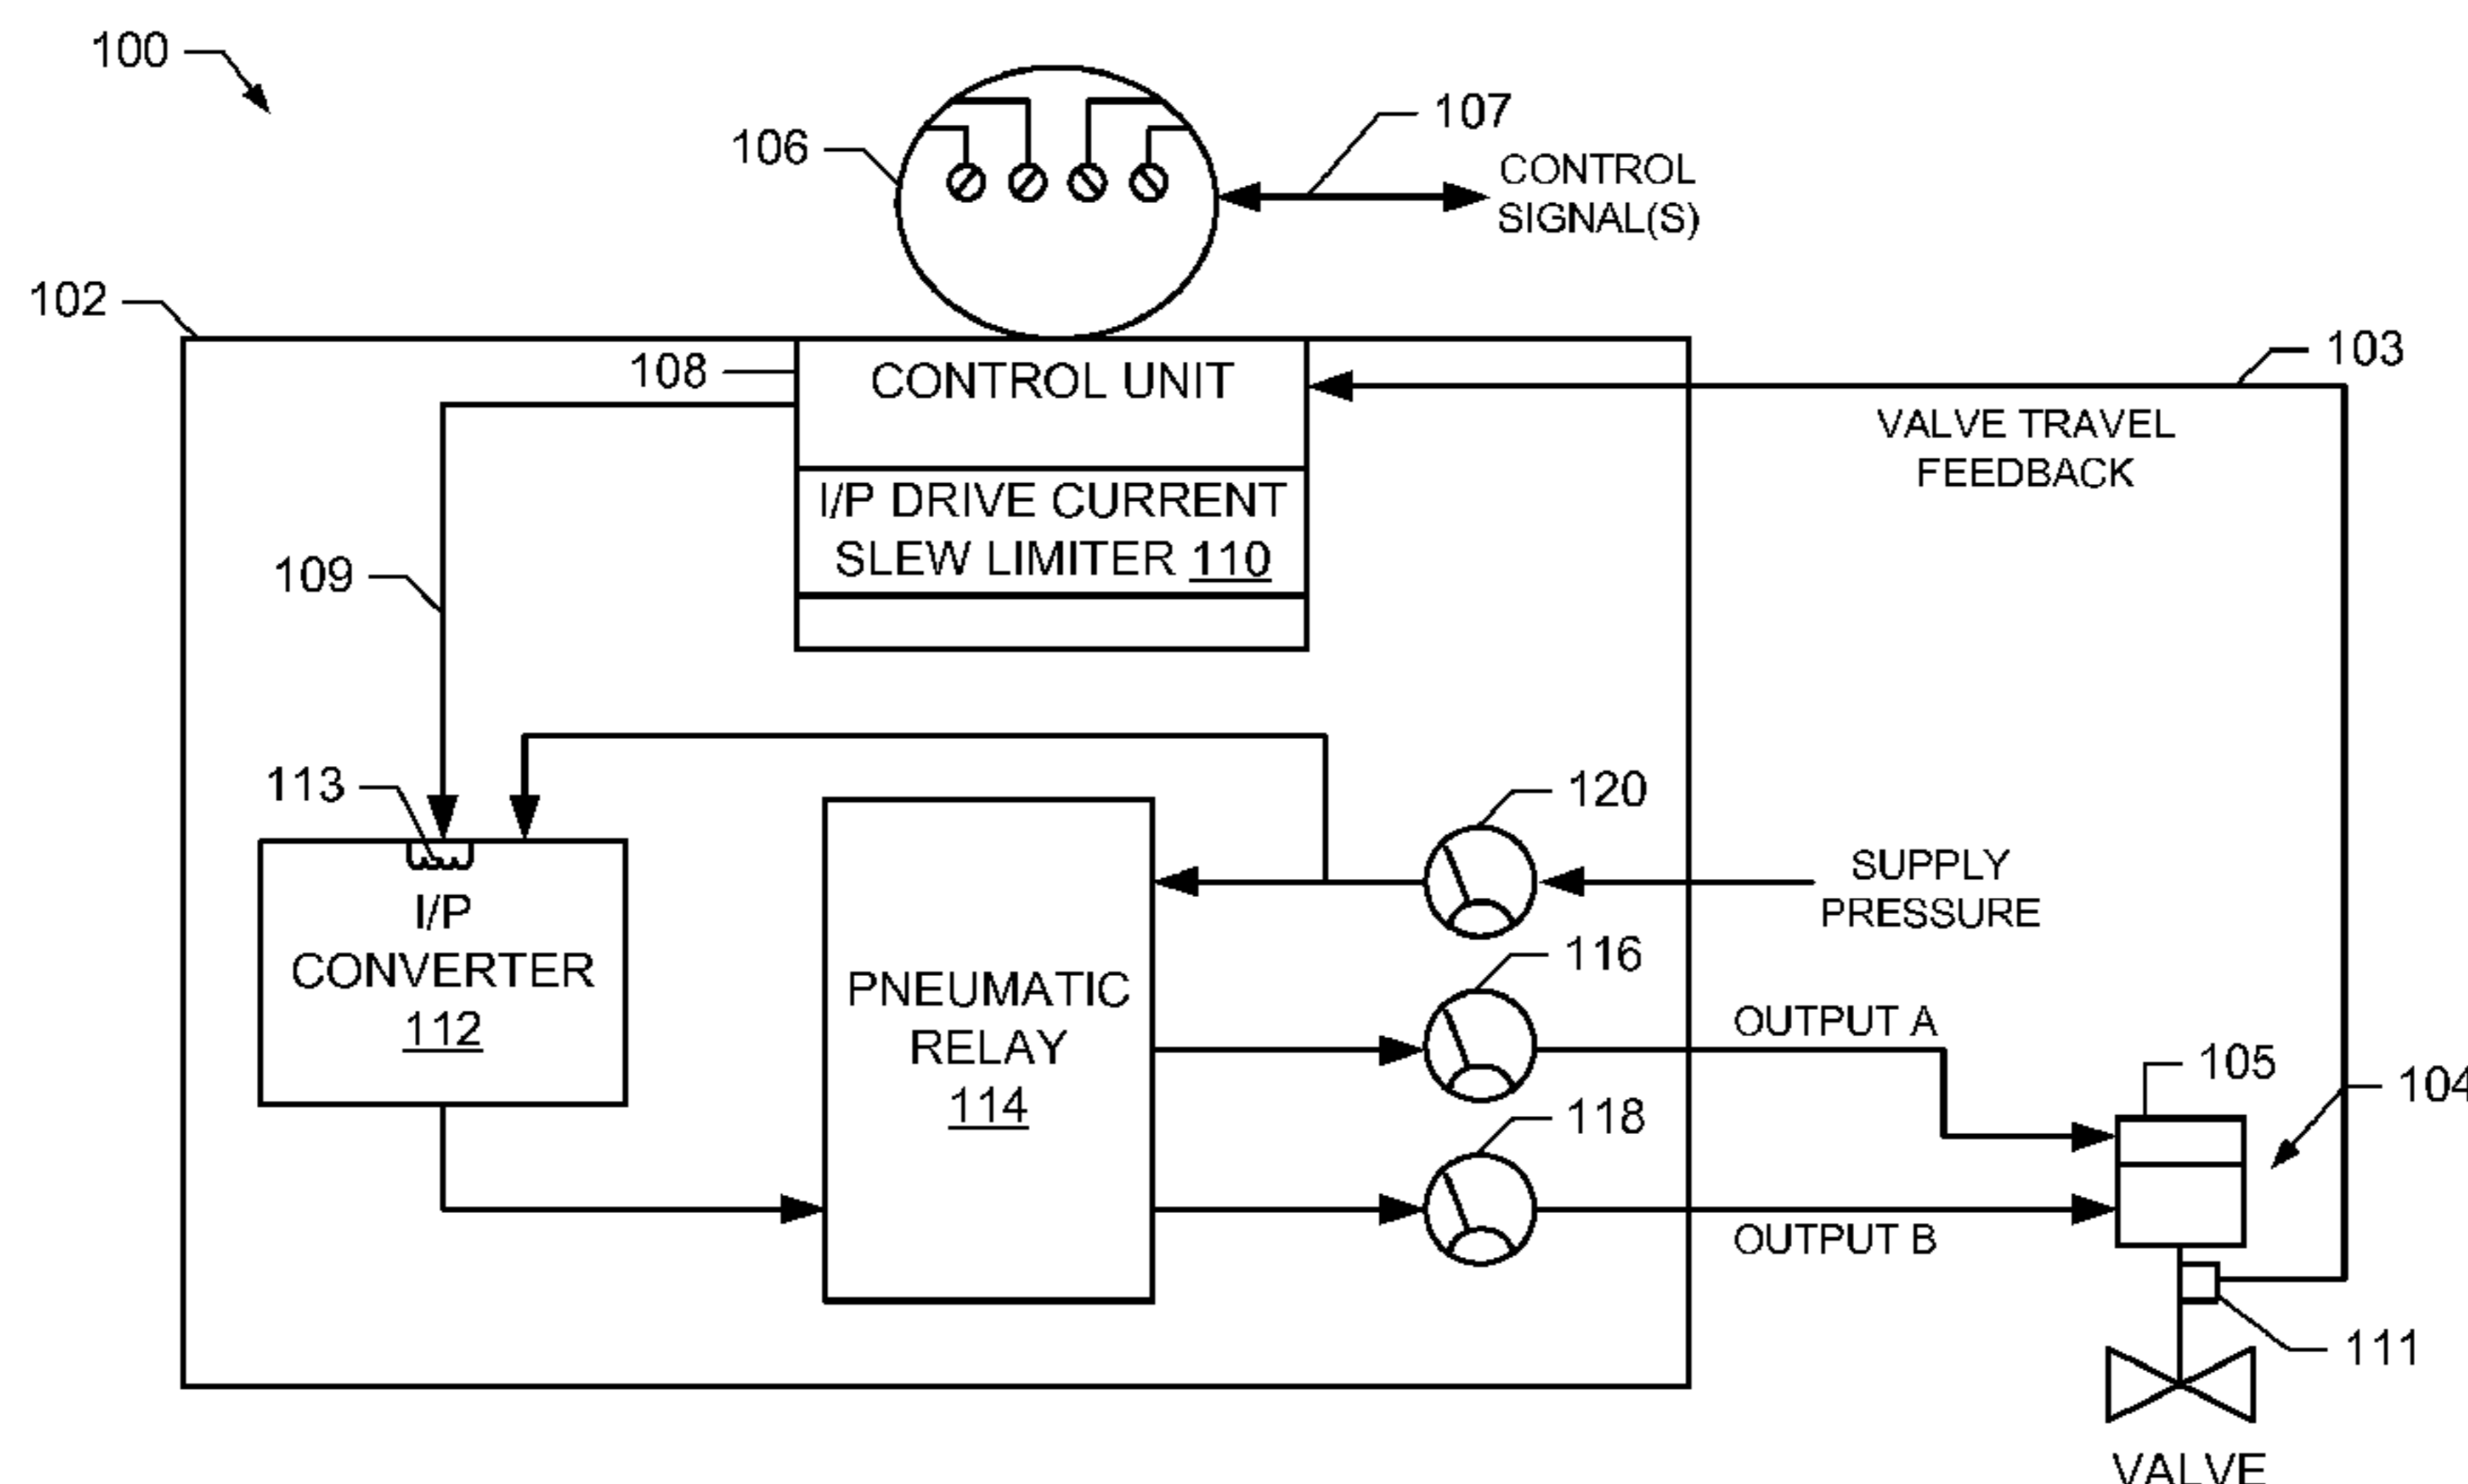 100
106
107
CONTROL
SIGNAL(S)
102
108
CONTROL UNIT
103
VALVE TRAVEL
FEEDBACK
I/P DRIVE CURRENT
SLEW LIMITER 110
109
113
120
I/P
CONVERTER
112
SUPPLY
PRESSURE
116
PNEUMATIC
RELAY
114
OUTPUT A
105
104
118
OUTPUT B
111
VALVE